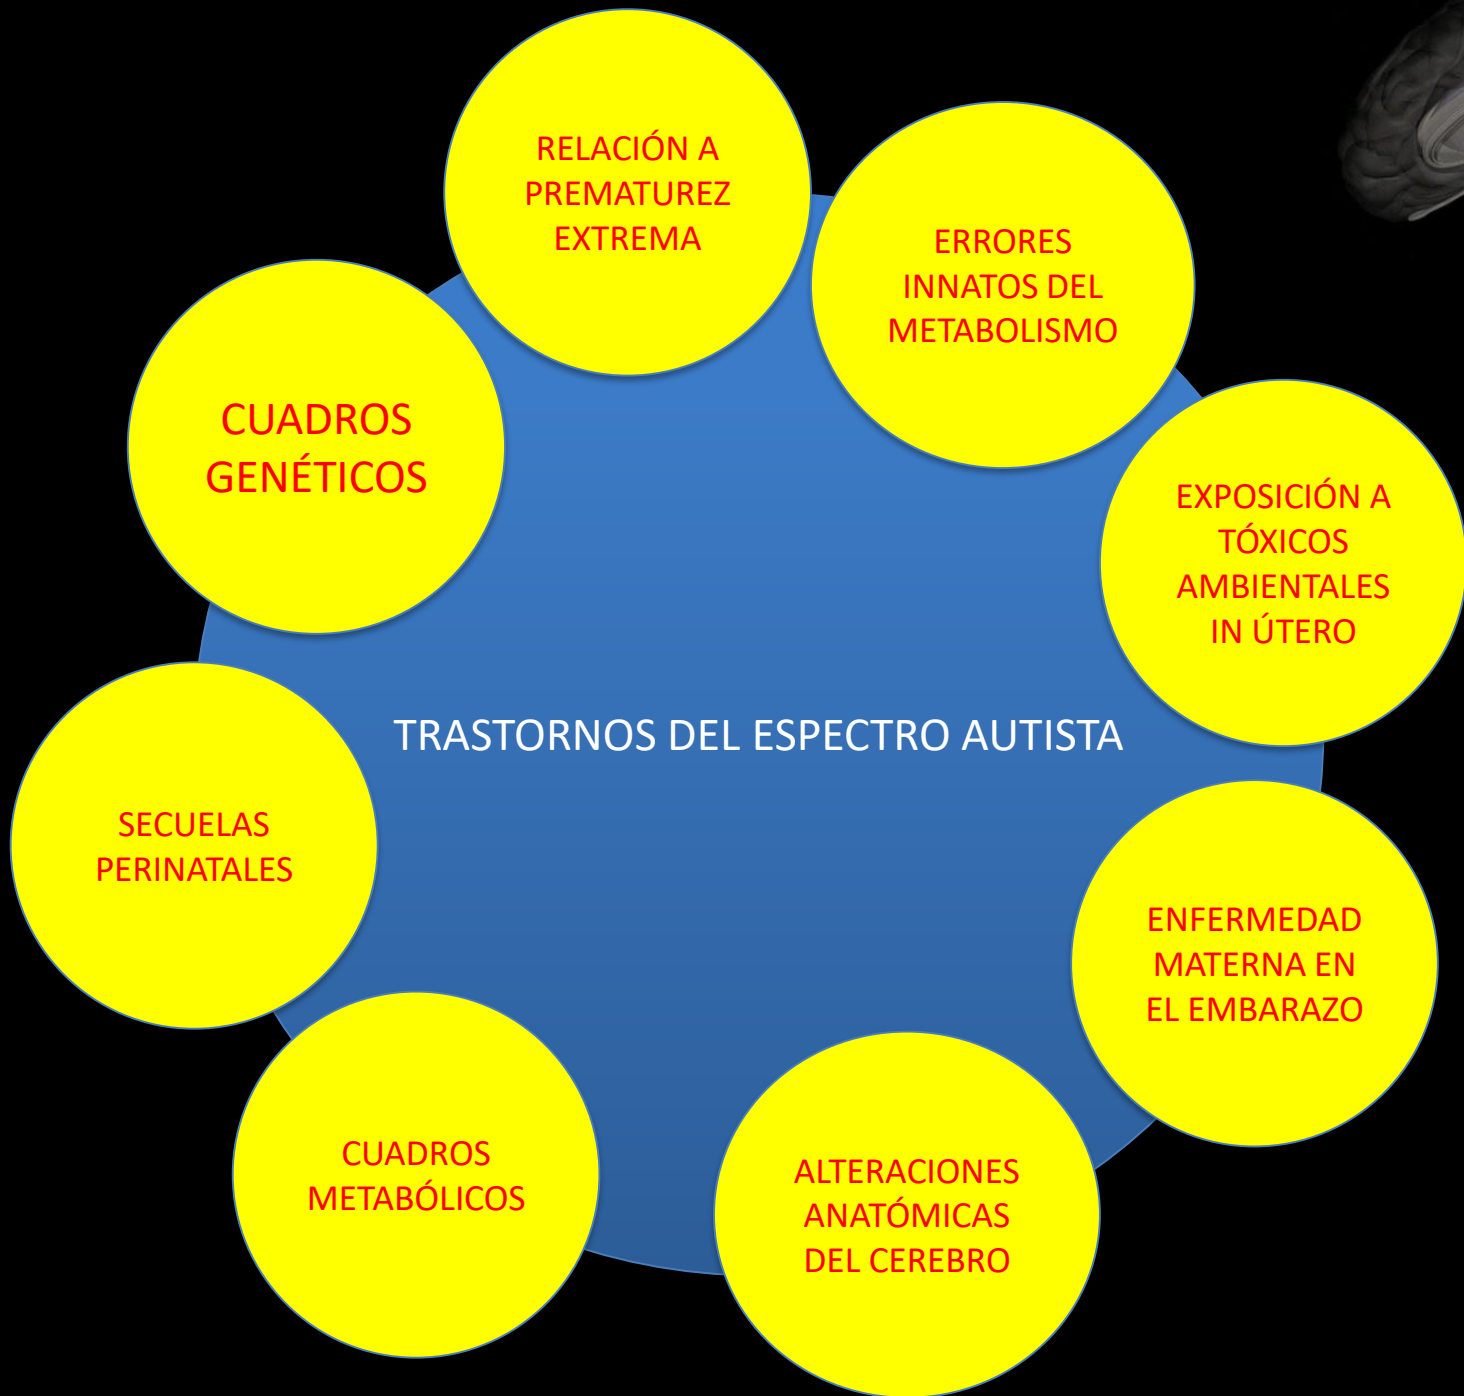 RELACIÓN A
PREMATUREZ
EXTREMA
ERRORES
INNATOS DEL
METABOLISMO
CUADROS
GENÉTICOS
EXPOSICIÓN A
TÓXICOS
AMBIENTALES
IN ÚTERO
TRASTORNOS DEL ESPECTRO AUTISTA
SECUELAS
PERINATALES
ENFERMEDAD
MATERNA EN
EL EMBARAZO
CUADROS
METABÓLICOS
ALTERACIONES
ANATÓMICAS
DEL CEREBRO